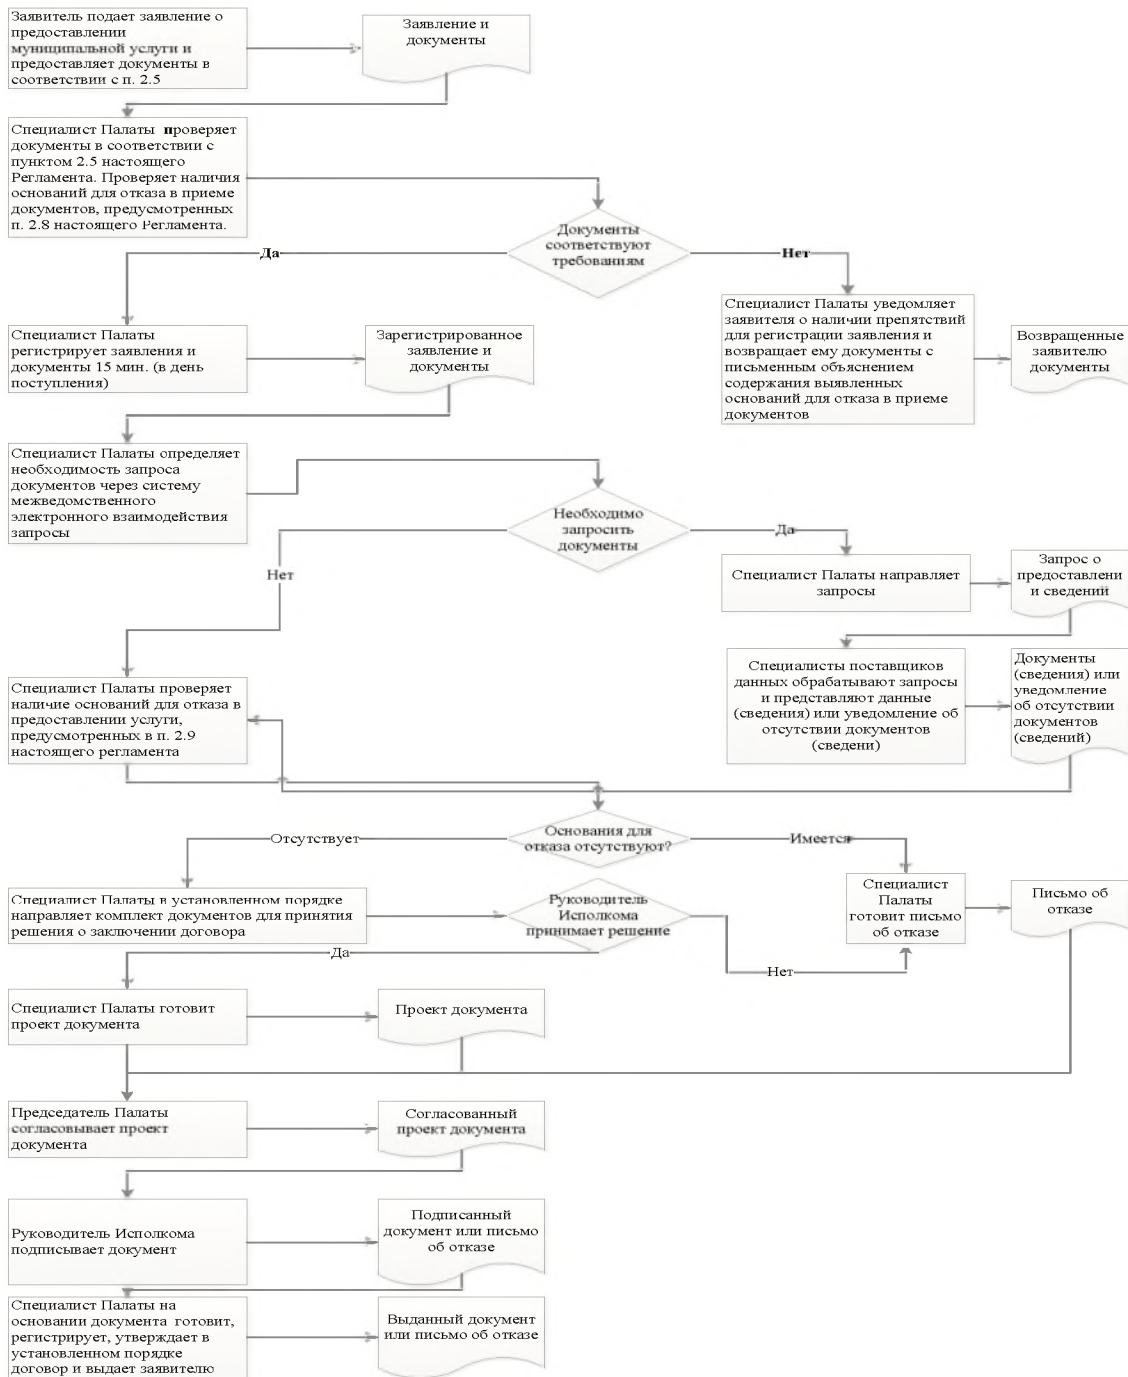 Заявитель подает заявление о
предоставлении
муниципальной услуги и
предоставляет документы в
соответствии с п. 2.5
Заявление и
документы
Специалист Палаты проверяет
документы в соответствии с
пунктом 2.5 настоящего
Регламента. Проверяет наличия
оснований для отказа в приеме
документов, предусмотренных
п. 2.8 настоящего Регламента.
Документы
соответствуют
требованиям
Да
Нет
Специалист Палаты
регистрирует заявления и
документы 15 мин. (в день
поступления)
Зарегистрированное
заявление и
документы
Специалист Палаты уведомляет
заявителя о наличии препятствий
для регистрации заявления и
возвращает ему документы с
письменным объяснением
содержания выявленных
оснований для отказа в приеме
документов
Возвращенные
заявителю
документы
Специалист Палаты определяет
необходимость запроса
документов через систему
межведомственного
электронного взаимодействия
запросы
Необходимо
запросить
документы
Да
Нет
Специалист Палаты направляет
запросы
Запрос о
предоставлени
и сведений
Специалист Палаты проверяет
наличие оснований для отказа в
предоставлении услуги,
предусмотренных в п. 2.9
настоящего регламента
Специалисты поставщиков
данных обрабатывают запросы
и представляют данные
(сведения) или уведомление об
отсутствии документов
(сведени)
Документы
(сведения) или
уведомление
об отсутствии
документов
(сведений)
Основания для
отказа отсутствуют?
Отсутствует
Имеется
Специалист Палаты в установленном порядке
направляет комплект документов для принятия
решения о заключении договора
Руководитель
Исполкома
принимает решение
Специалист
Палаты
готовит письмо
об отказе
Письмо об
отказе
Да
Нет
Специалист Палаты готовит
проект документа
Проект документа
Председатель Палаты
согласовывает проект
документа
Согласованный
проект документа
Руководитель Исполкома
подписывает документ
Подписанный
документ или письмо
об отказе
Специалист Палаты на
основании документа готовит,
регистрирует, утверждает в
установленном порядке
договор и выдает заявителю
Выданный документ
или письмо об отказе